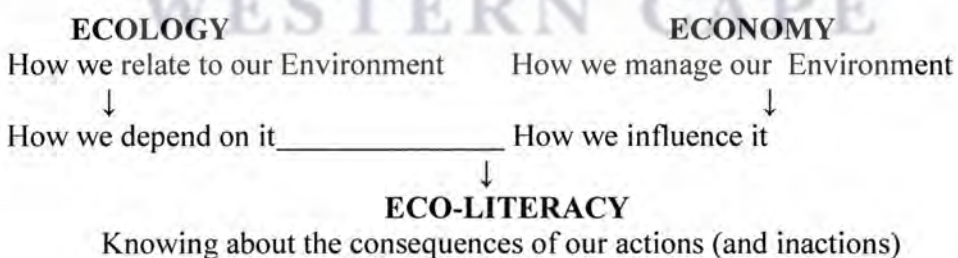 WESTERN CAPE
ECOLOGY ECONOMY
How we relate to our Environment How we manage our Environment
↓ ↓
How we depend on it______________ How we influence it
↓
ECO-LITERACY
Knowing about the consequences of our actions (and inactions)